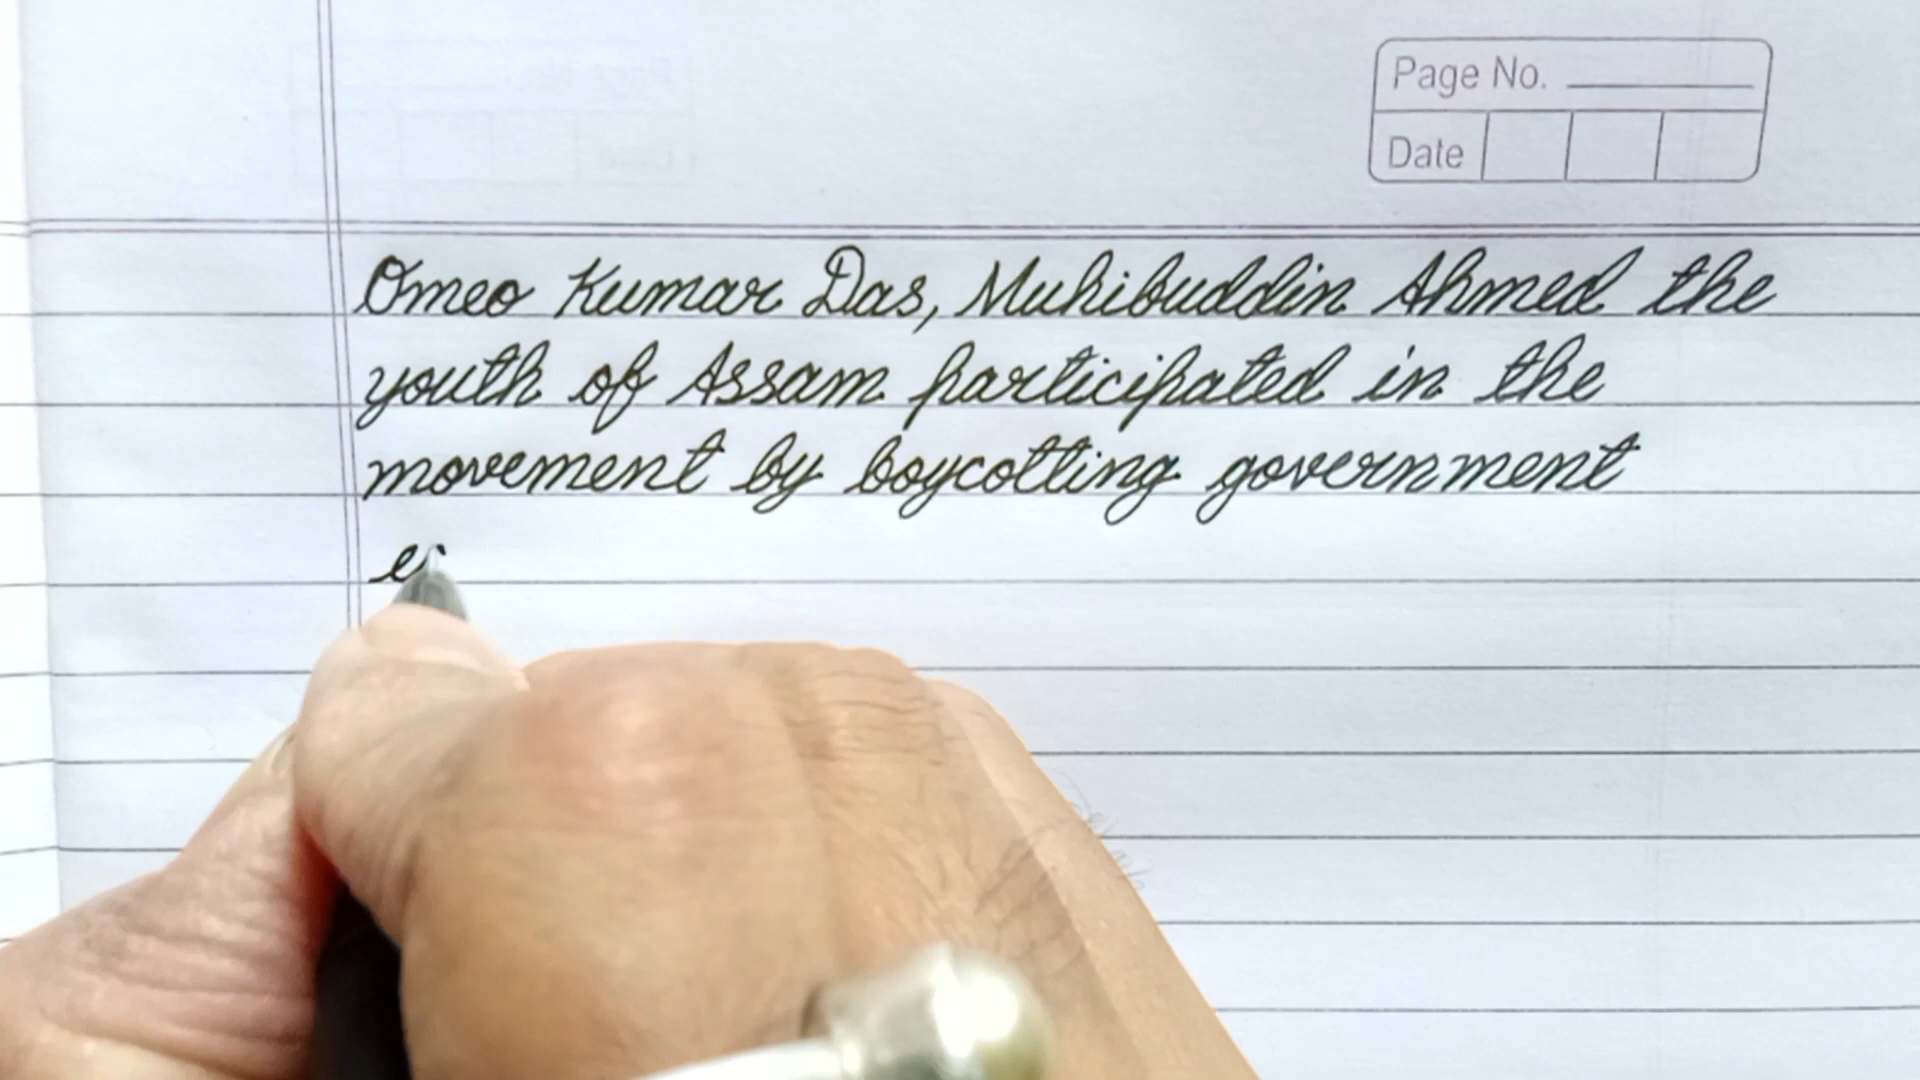 Page No.
Date
Omeo Kumar Das, Muhibuddin Ahmed the
youth of Assam participated in the
movement by boycotting government